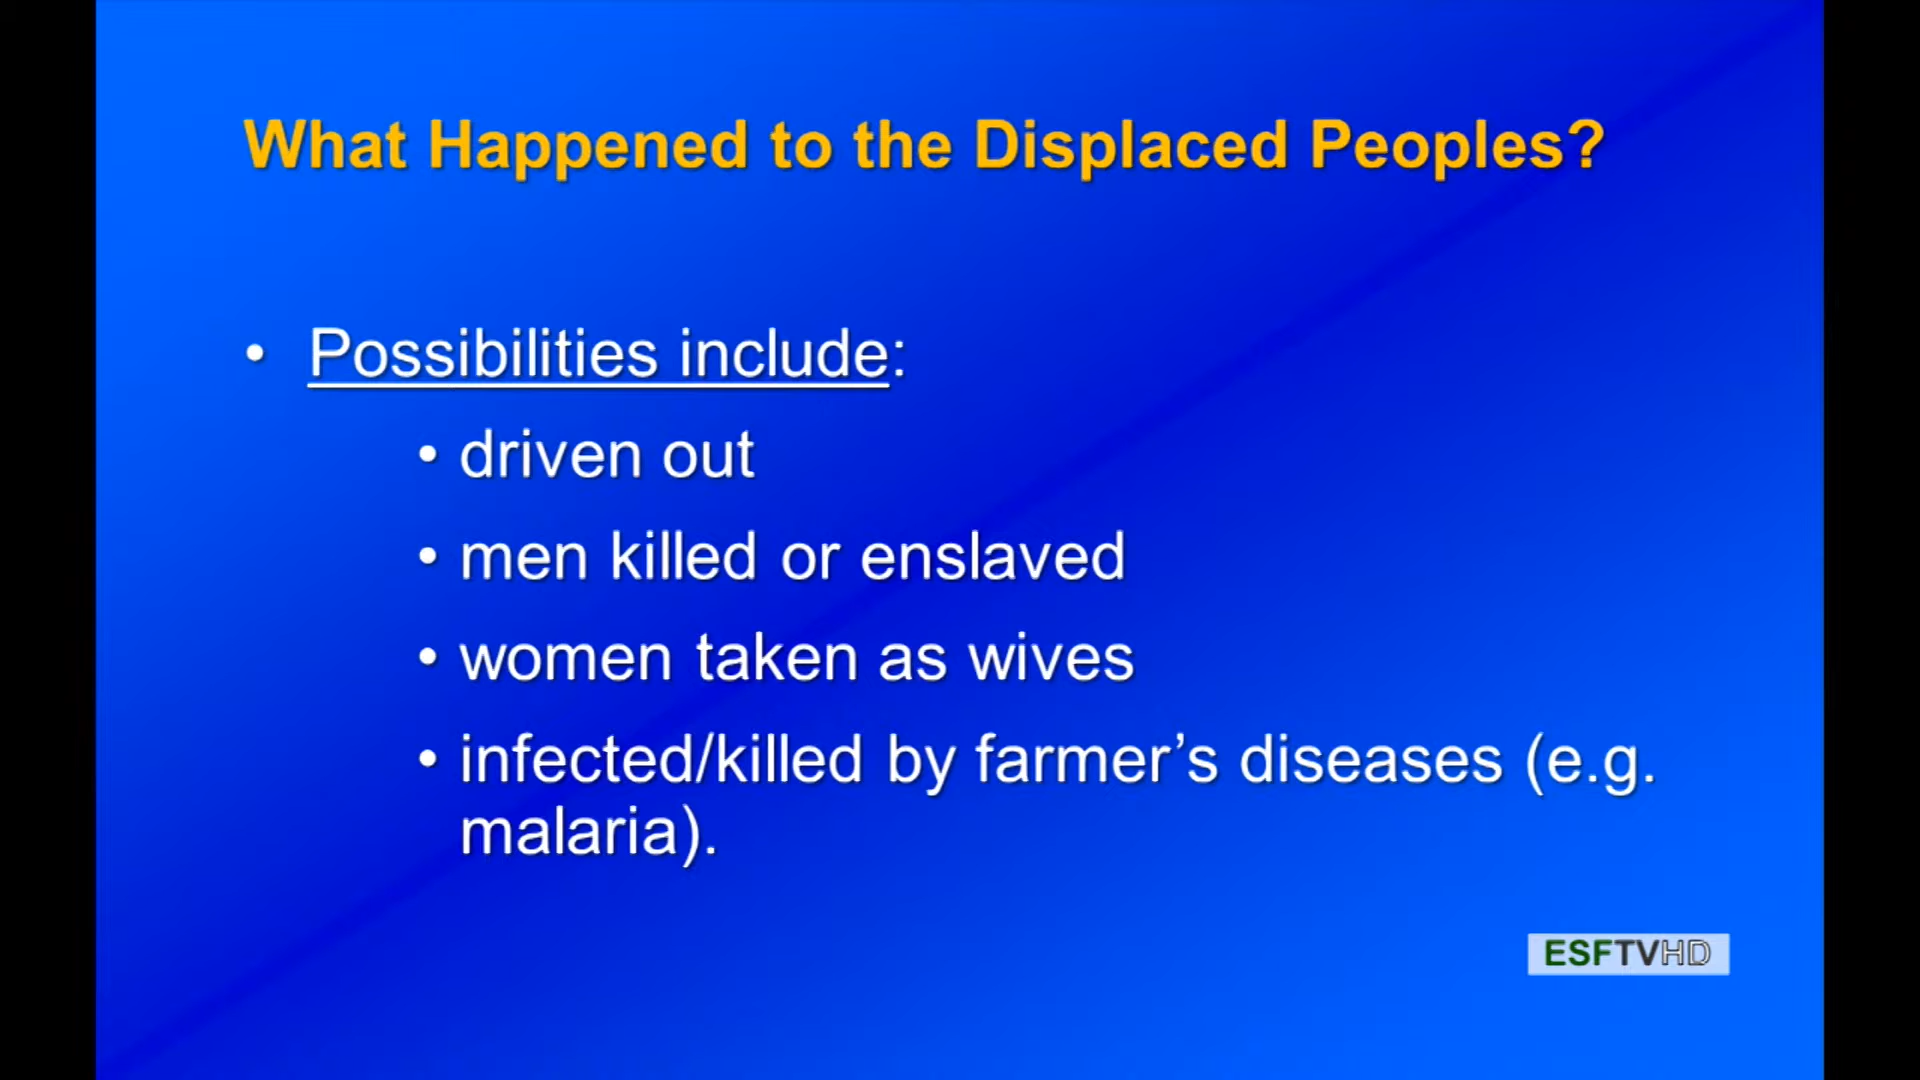 What Happened to the Displaced Peoples?
• Possibilities include:
• driven out
• men killed or enslaved
• women taken as wives
• infected/killed by farmer’s diseases (e.g.
malaria).
ESFTVHD